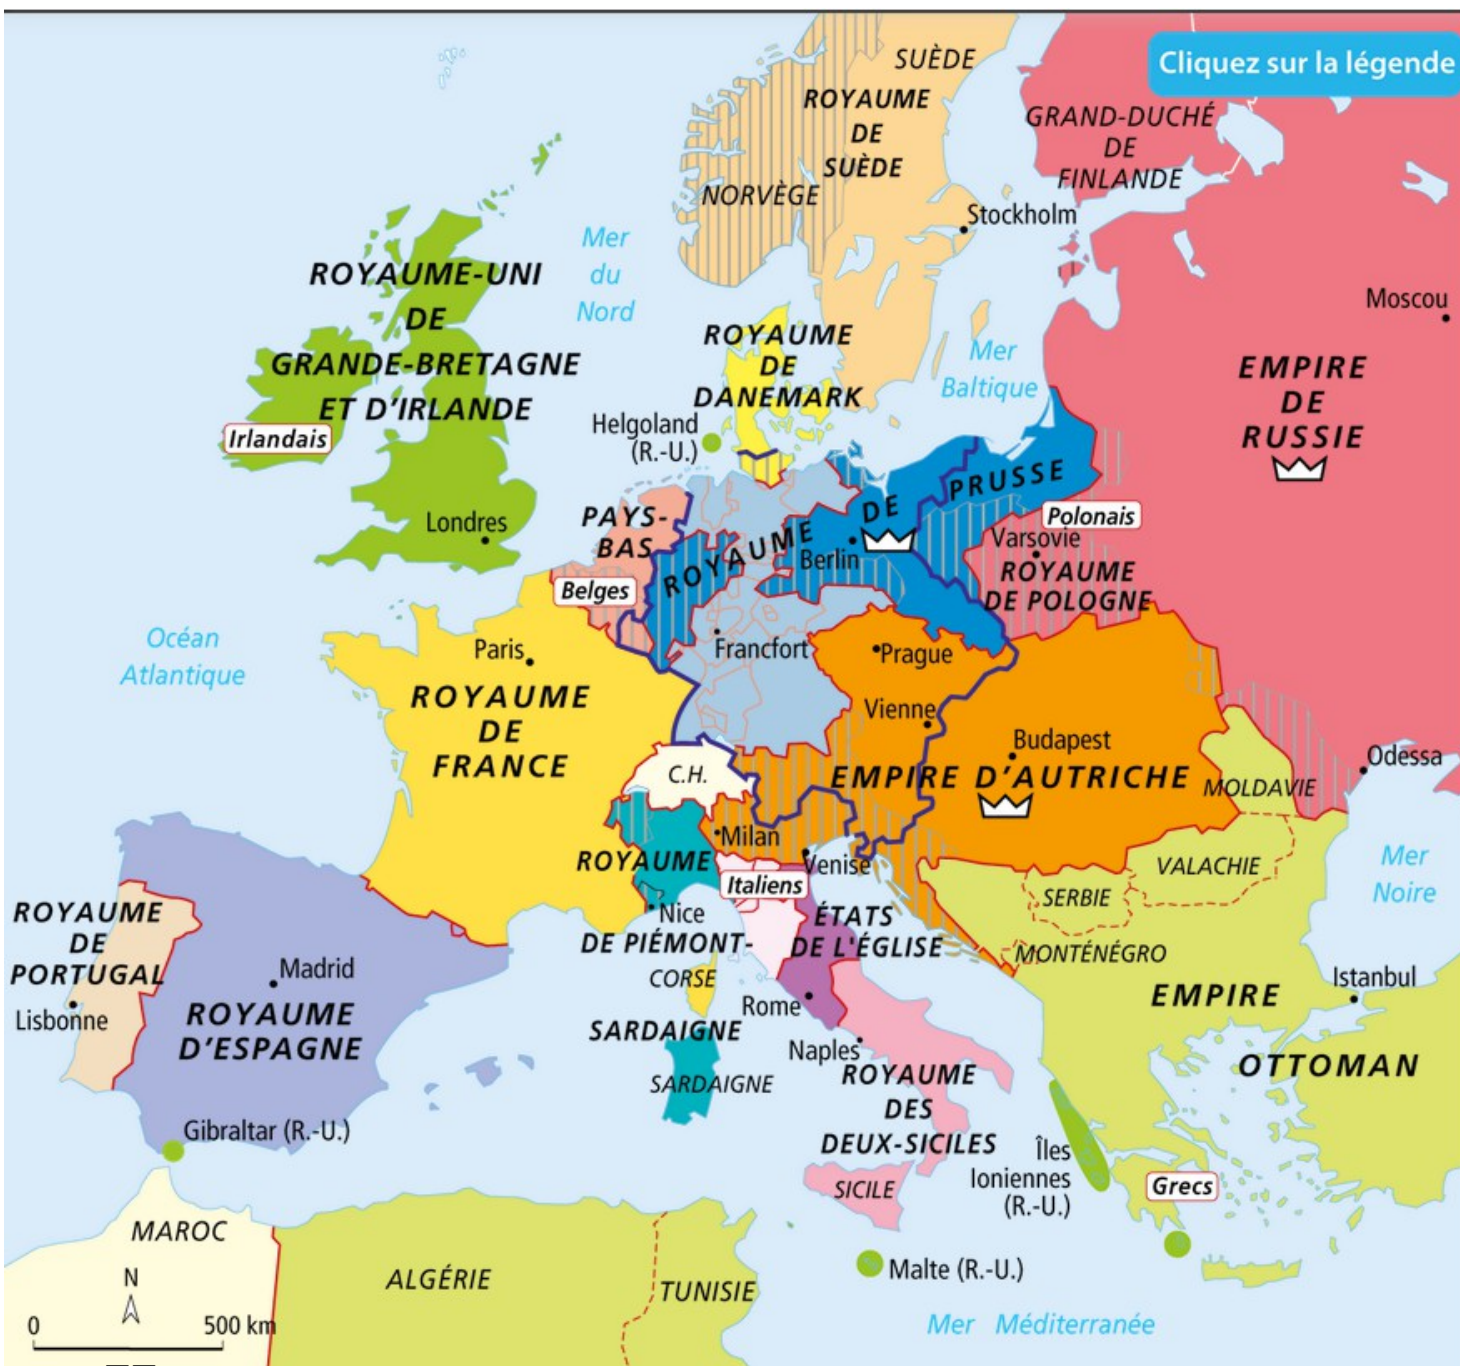 Cliquez sur la légende
SUÈDE
ROYAUME
DE
SUÈDE
NORVÈGE
Stockholm
GRAND-DUCHÉ
DE
FINLANDE
Moscou
EMPIRE
DE
RUSSIE
Mer
du
Nord
ROYAUME-UNI
DE
GRANDE-BRETAGNE
ET D'IRLANDE
Irlandais
Londres
ROYAUME
DE
DANEMARK
Helgoland
(R.-U.)
Mer
Baltique
PAYS-
BAS
Belges
ROYAUME DE PRUSSE
Berlin
Polonais
Varsovie
ROYAUME
DE POLOGNE
Francfort
Prague
Vienne
Budapest
EMPIRE D'AUTRICHE
Océan
Atlantique
Paris
ROYAUME
DE
FRANCE
C.H.
Milan
Venise
Odessa
MOLDAVIE
VALACHIE
SERBIE
MONTÉNÉGRO
Mer
Noire
ROYAUME
DE PIÉMONT-
SARDAIGNE
Nice
CORSE
SARDAIGNE
Italiens
ÉTATS
DE L'ÉGLISE
Rome
Naples
ROYAUME
DES
DEUX-SICILES
SICILE
ROYAUME
DE
PORTUGAL
Lisbonne
Madrid
ROYAUME
D'ESPAGNE
Gibraltar (R.-U.)
EMPIRE
OTTOMAN
Istanbul
Îles
Ioniennes
(R.-U.)
Grecs
Malte (R.-U.)
MAROC
ALGÉRIE
TUNISIE
Mer Méditerranée
N
0 500 km